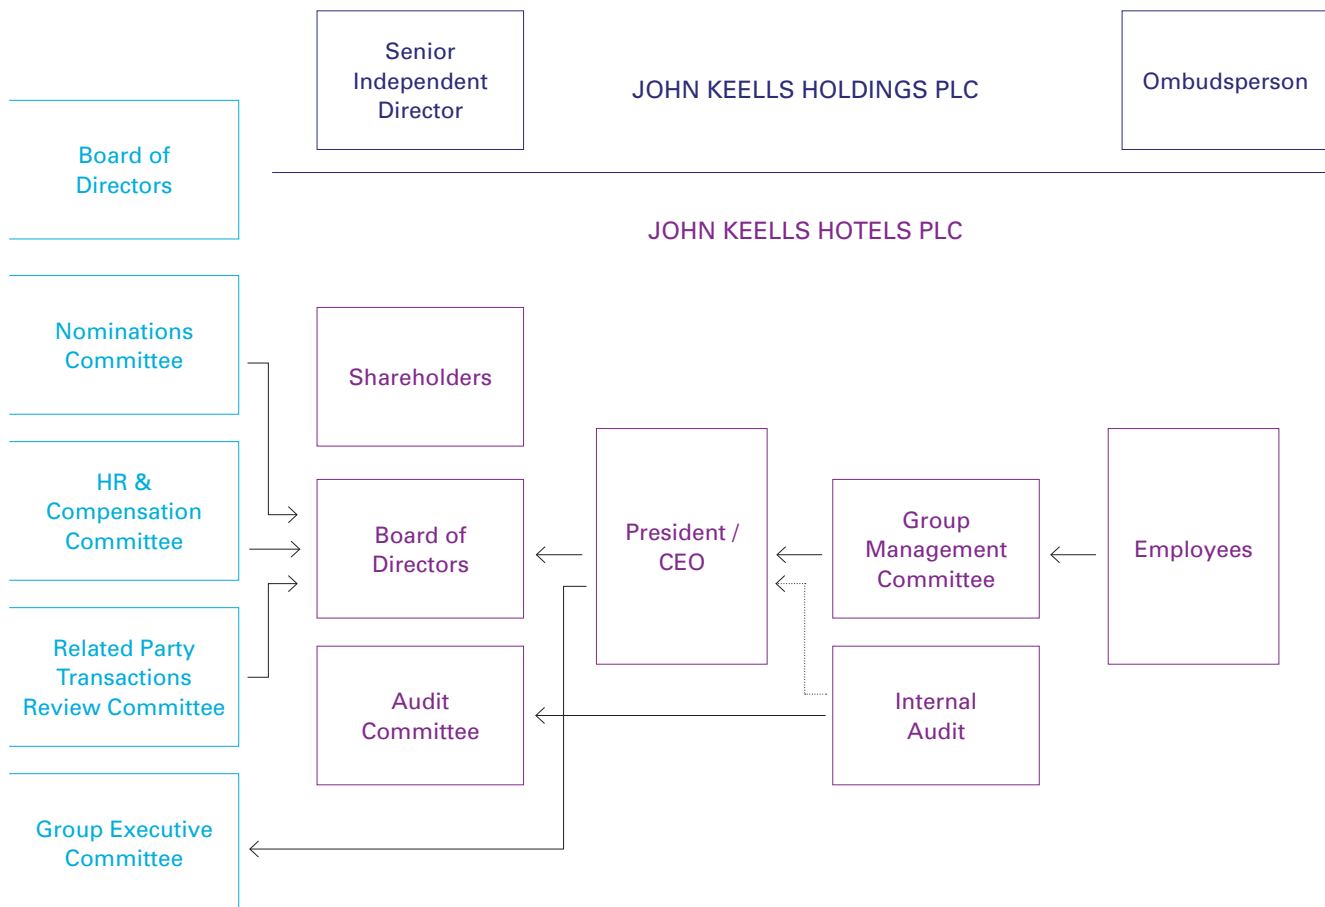 Senior
Independent
Director
JOHN KEELLS HOLDINGS PLC
Ombudsperson
Board of
Directors
JOHN KEELLS HOTELS PLC
Nominations
Committee
Shareholders
HR &
Compensation
Committee
Board of
Directors
President /
CEO
Group
Management
Committee
Employees
Related Party
Transactions
Review Committee
Audit
Committee
Internal
Audit
Group Executive
Committee